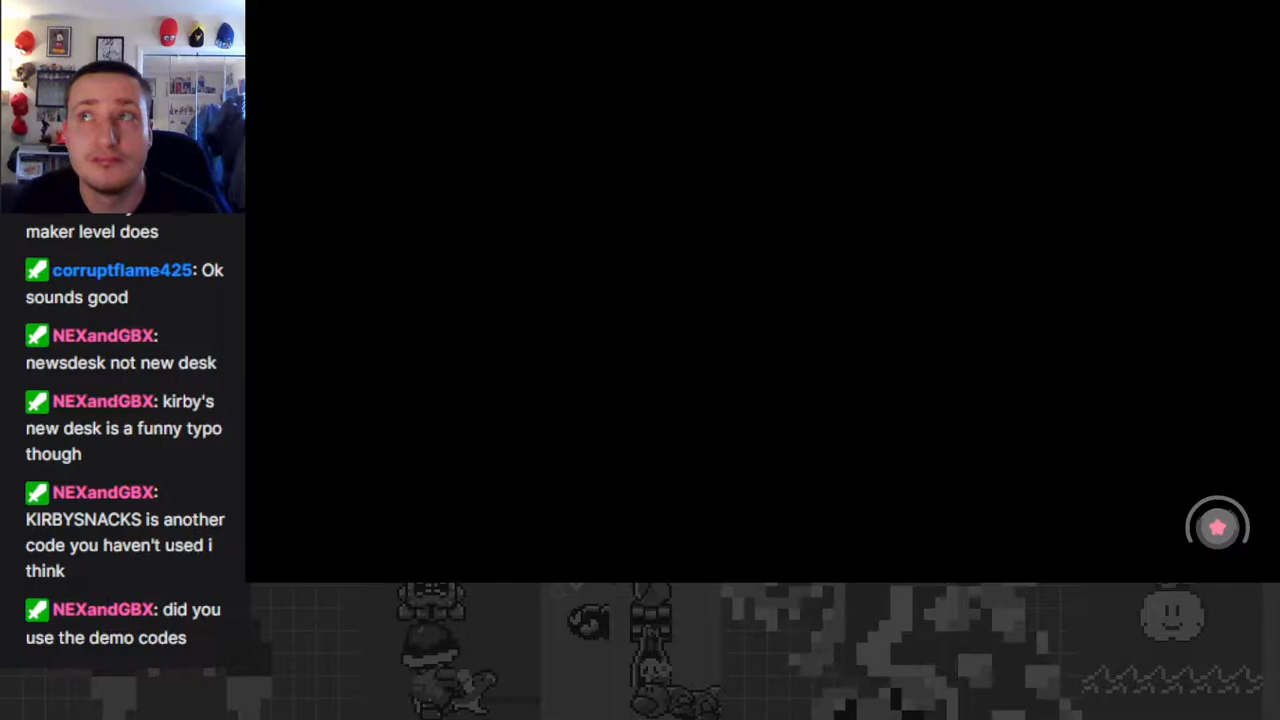 maker level does
corruptflame425: Ok
sounds good
NEXandGBX:
newsdesk not new desk
NEXandGBX: kirby's
new desk is a funny typo
though
NEXandGBX:
KIRBYSNACKS is another
code you haven't used i
think
NEXandGBX: did you
use the demo codes